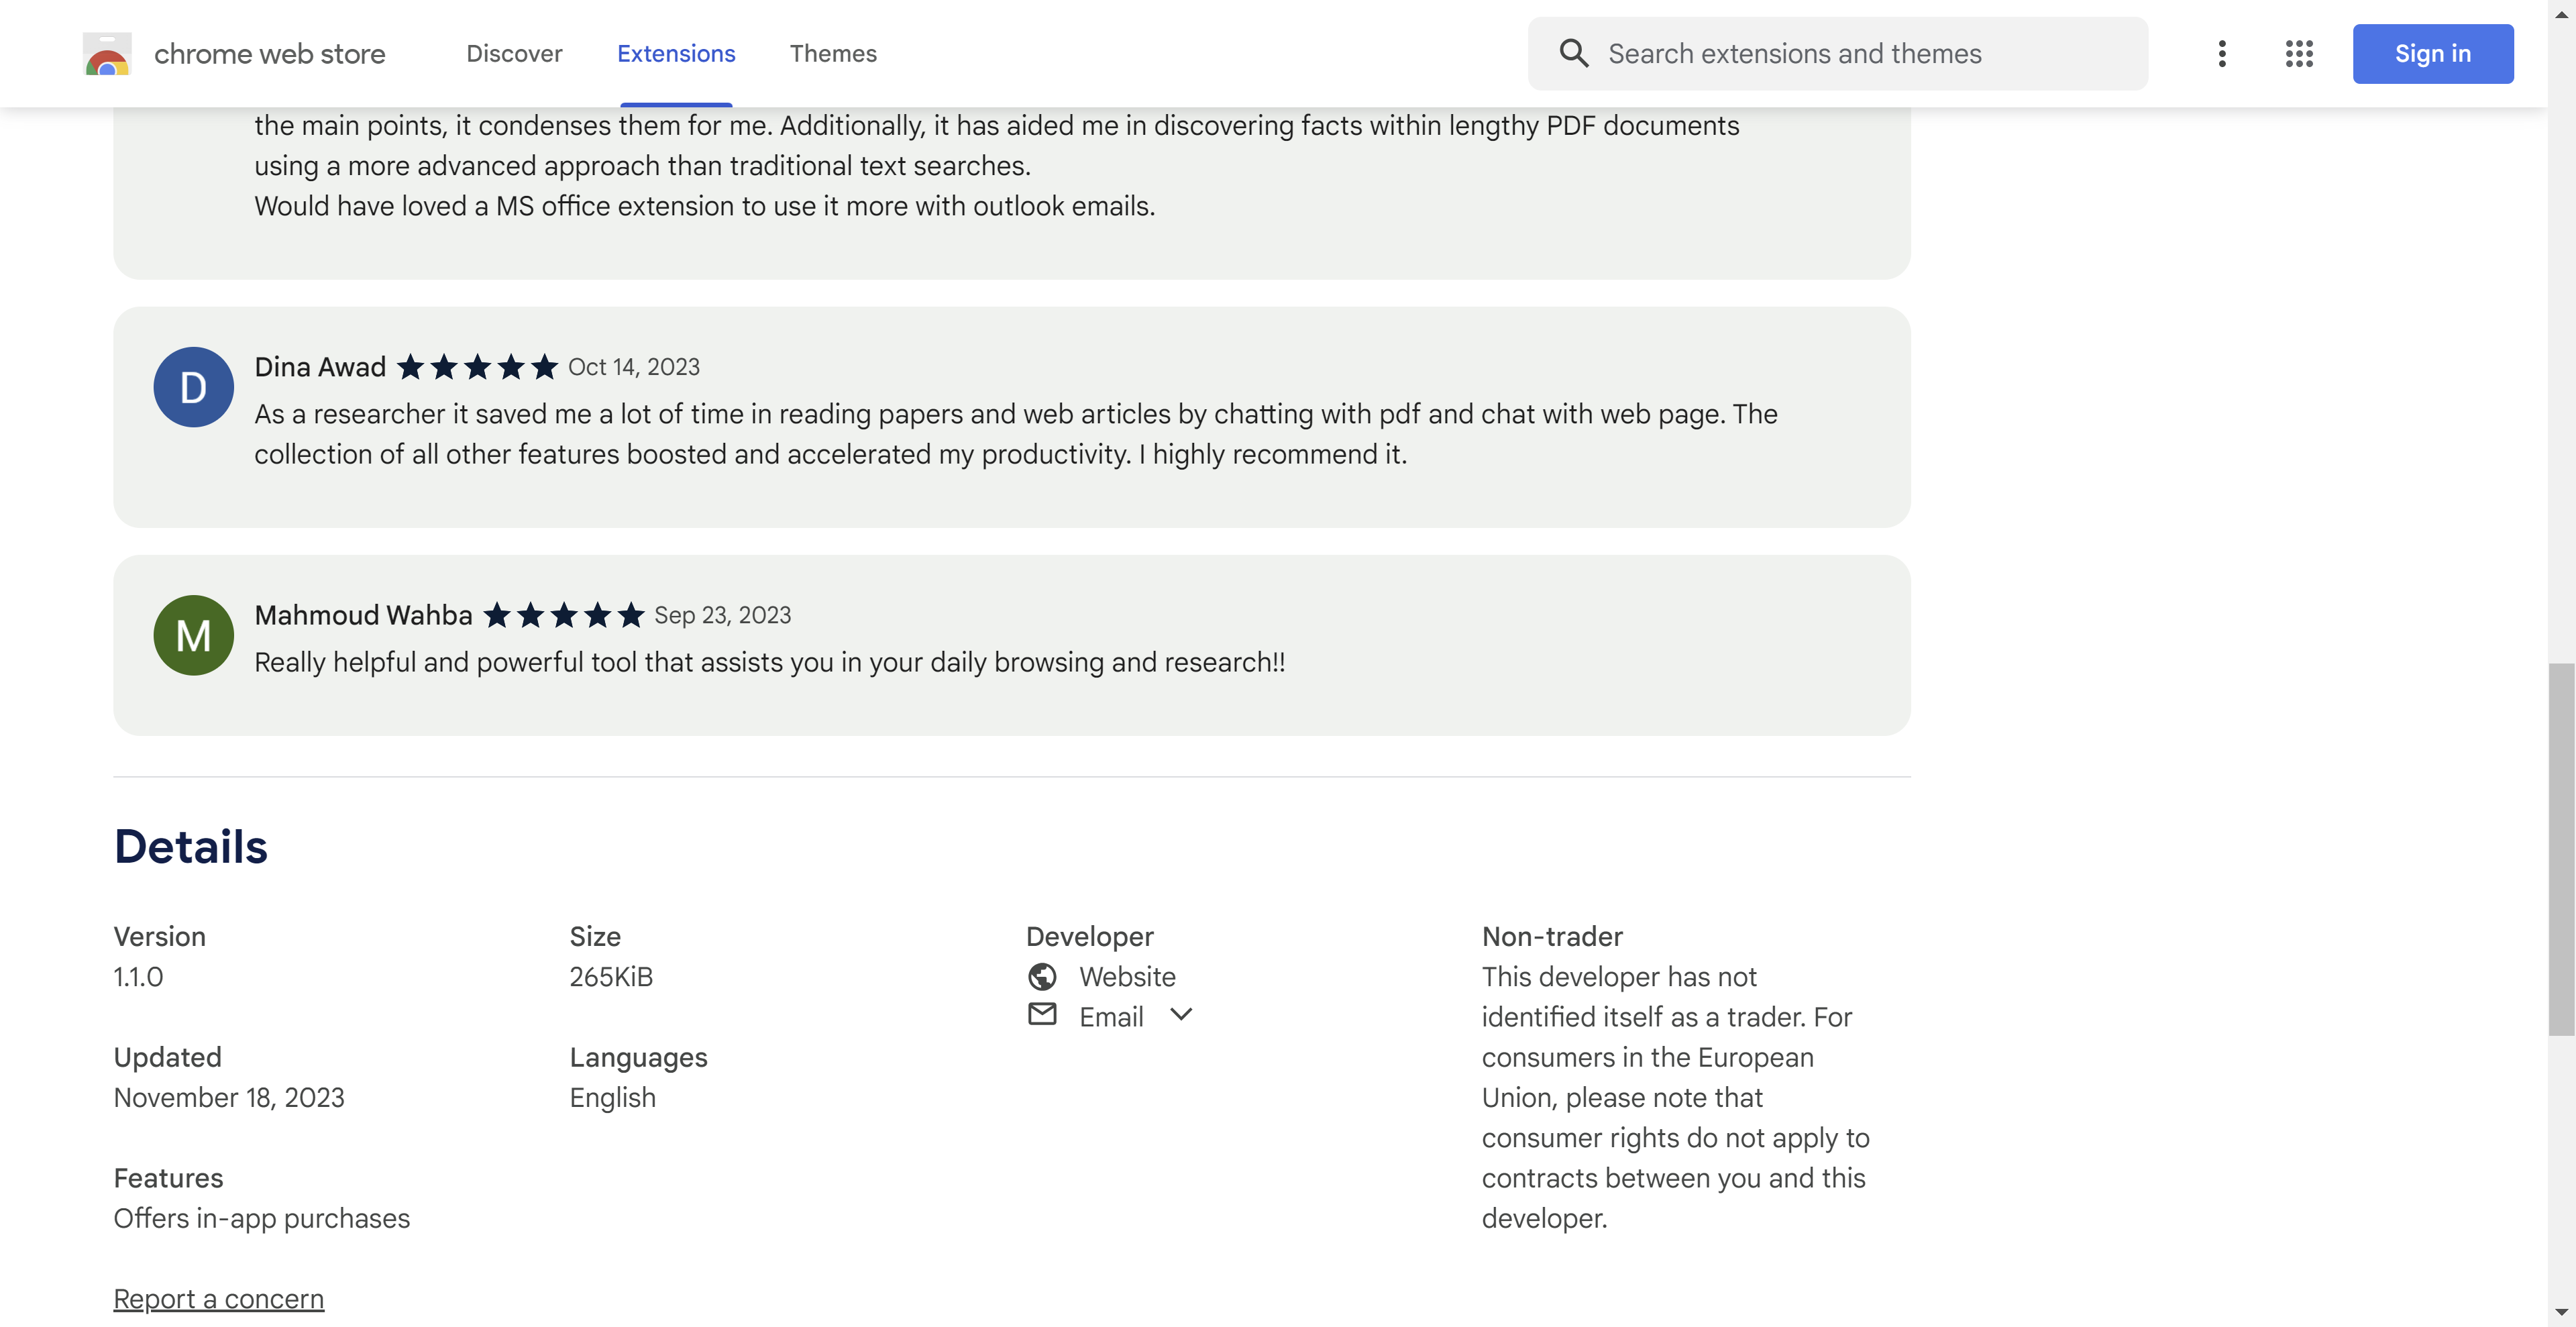 chrome web store
Discover
Extensions
Themes
Search extensions and themes
Sign in
the main points, it condenses them for me. Additionally, it has aided me in discovering facts within lengthy PDF documents
using a more advanced approach than traditional text searches.
Would have loved a MS office extension to use it more with outlook emails.
D
Dina Awad
Oct 14, 2023
As a researcher it saved me a lot of time in reading papers and web articles by chatting with pdf and chat with web page. The
collection of all other features boosted and accelerated my productivity. I highly recommend it.
M
Mahmoud Wahba
Sep 23, 2023
Really helpful and powerful tool that assists you in your daily browsing and research!!
Details
Version
1.1.0
Updated
November 18, 2023
Features
Offers in-app purchases
Report a concern
Size
265KiB
Languages
English
Developer
Website
Email
Non-trader
This developer has not
identified itself as a trader. For
consumers in the European
Union, please note that
consumer rights do not apply to
contracts between you and this
developer.